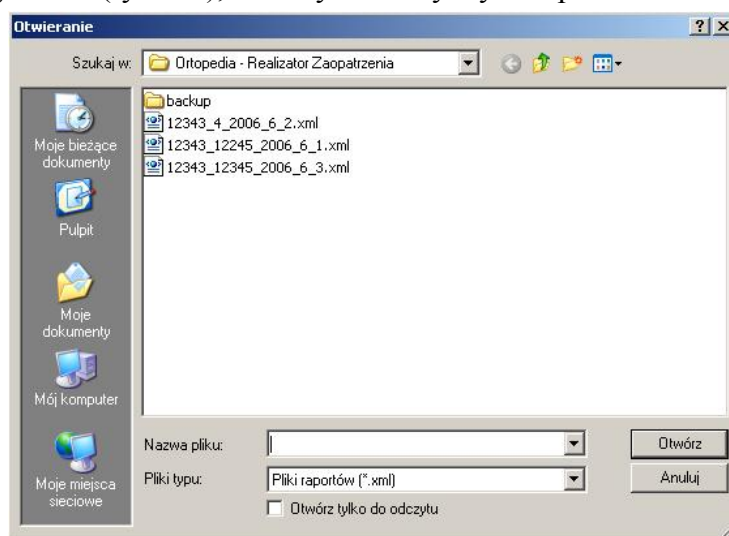 Otwieranie
Szukaj w:
Ortopedia - Realizator Zaopatrzenia
backup
12343_4_2006_6_2.xml
12343_12245_2006_6_1.xml
12343_12345_2006_6_3.xml
Moje bieżące
dokumenty
Pulpit
Moje
dokumenty
Mój komputer
Moje miejsca
sieciowe
Nazwa pliku:
Otwórz
Pliki typu:
Pliki raportów (*.xml)
Anuluj
Otwórz tylko do odczytu